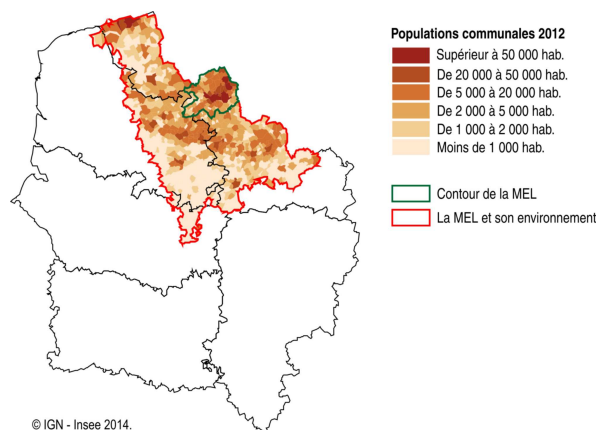 Populations communales 2012
Supérieur à 50 000 hab.
De 20 000 à 50 000 hab.
De 5 000 à 20 000 hab.
De 2 000 à 5 000 hab.
De 1 000 à 2 000 hab.
Moins de 1 000 hab.
Contour de la MEL
La MEL et son environnement
© IGN - Insee 2014.